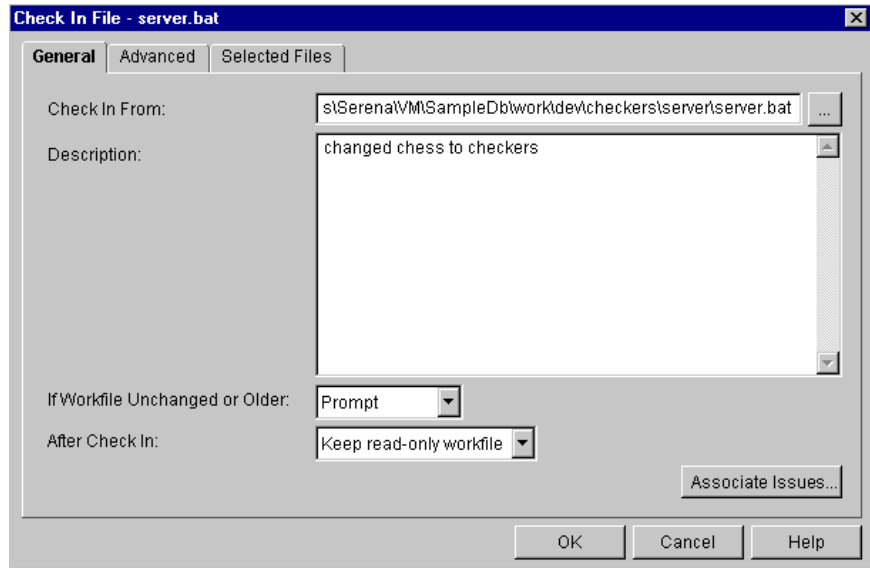 Check In File - server.bat
General Advanced Selected Files
Check In From: s\Serena\VM\SampleDb\work\dev\checkers\server\server.bat ...
Description: changed chess to checkers
If Workfile Unchanged or Older: Prompt
After Check In: Keep read-only workfile
Associate Issues...
OK Cancel Help